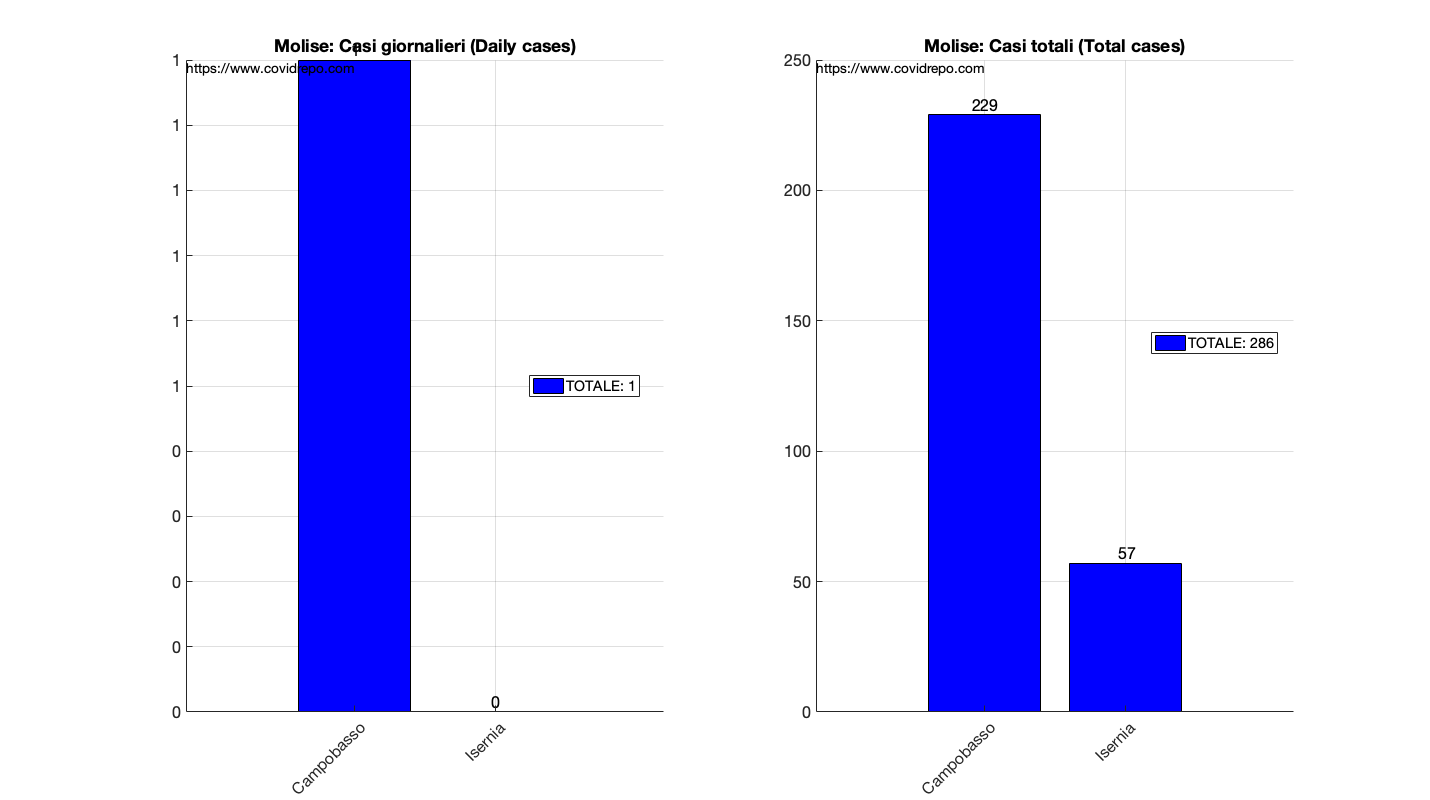 Molise: Casi giornalieri (Daily cases)
https://www.covidrepo.com
1
1
1
1
1
1
0
0
0
0
0
1
0
TOTALE: 1
Campobasso
Isernia
Molise: Casi totali (Total cases)
https://www.covidrepo.com
250
200
150
100
50
0
229
57
TOTALE: 286
Campobasso
Isernia